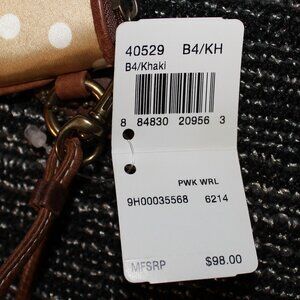 40529 B4/KH
B4/Khaki
8 84830 20956 3
PWK WRL
9H00035568 6214
MFSRP $98.00